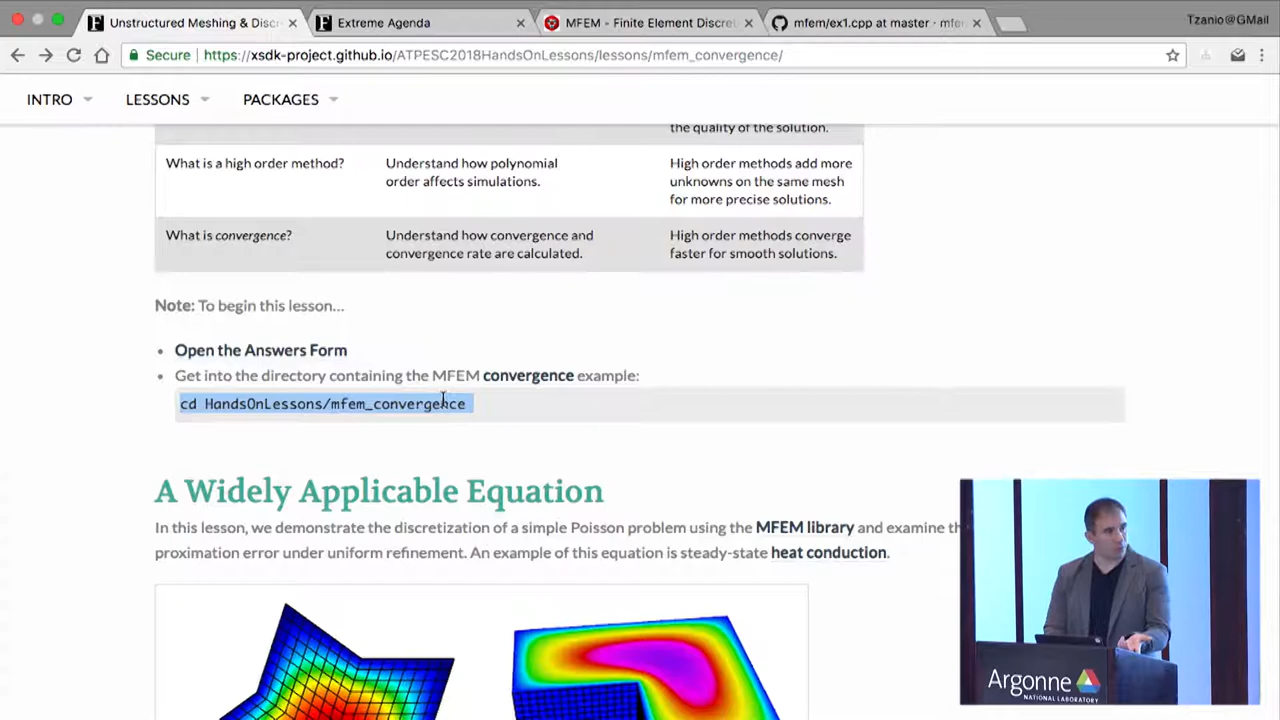 Unstructured Meshing & Discr
Extreme Agenda
MFEM - Finite Element Discret
mfem/ex1.cpp at master · mfem
Tzanio@GMail
Secure
https://xsdk-project.github.io/ATPESC2018HandsOnLessons/lessons/mfem_convergence/
INTRO
LESSONS
PACKAGES
the quality of the solution.
What is a high order method?
Understand how polynomial
order affects simulations.
High order methods add more
unknowns on the same mesh
for more precise solutions.
What is convergence?
Understand how convergence and
convergence rate are calculated.
High order methods converge
faster for smooth solutions.
Note: To begin this lesson...
Open the Answers Form
Get into the directory containing the MFEM convergence example:
cd HandsOnLessons/mfem_convergence
A Widely Applicable Equation
In this lesson, we demonstrate the discretization of a simple Poisson problem using the MFEM library and examine th
proximation error under uniform refinement. An example of this equation is steady-state heat conduction.
Argonne
NATIONAL LABORATORY